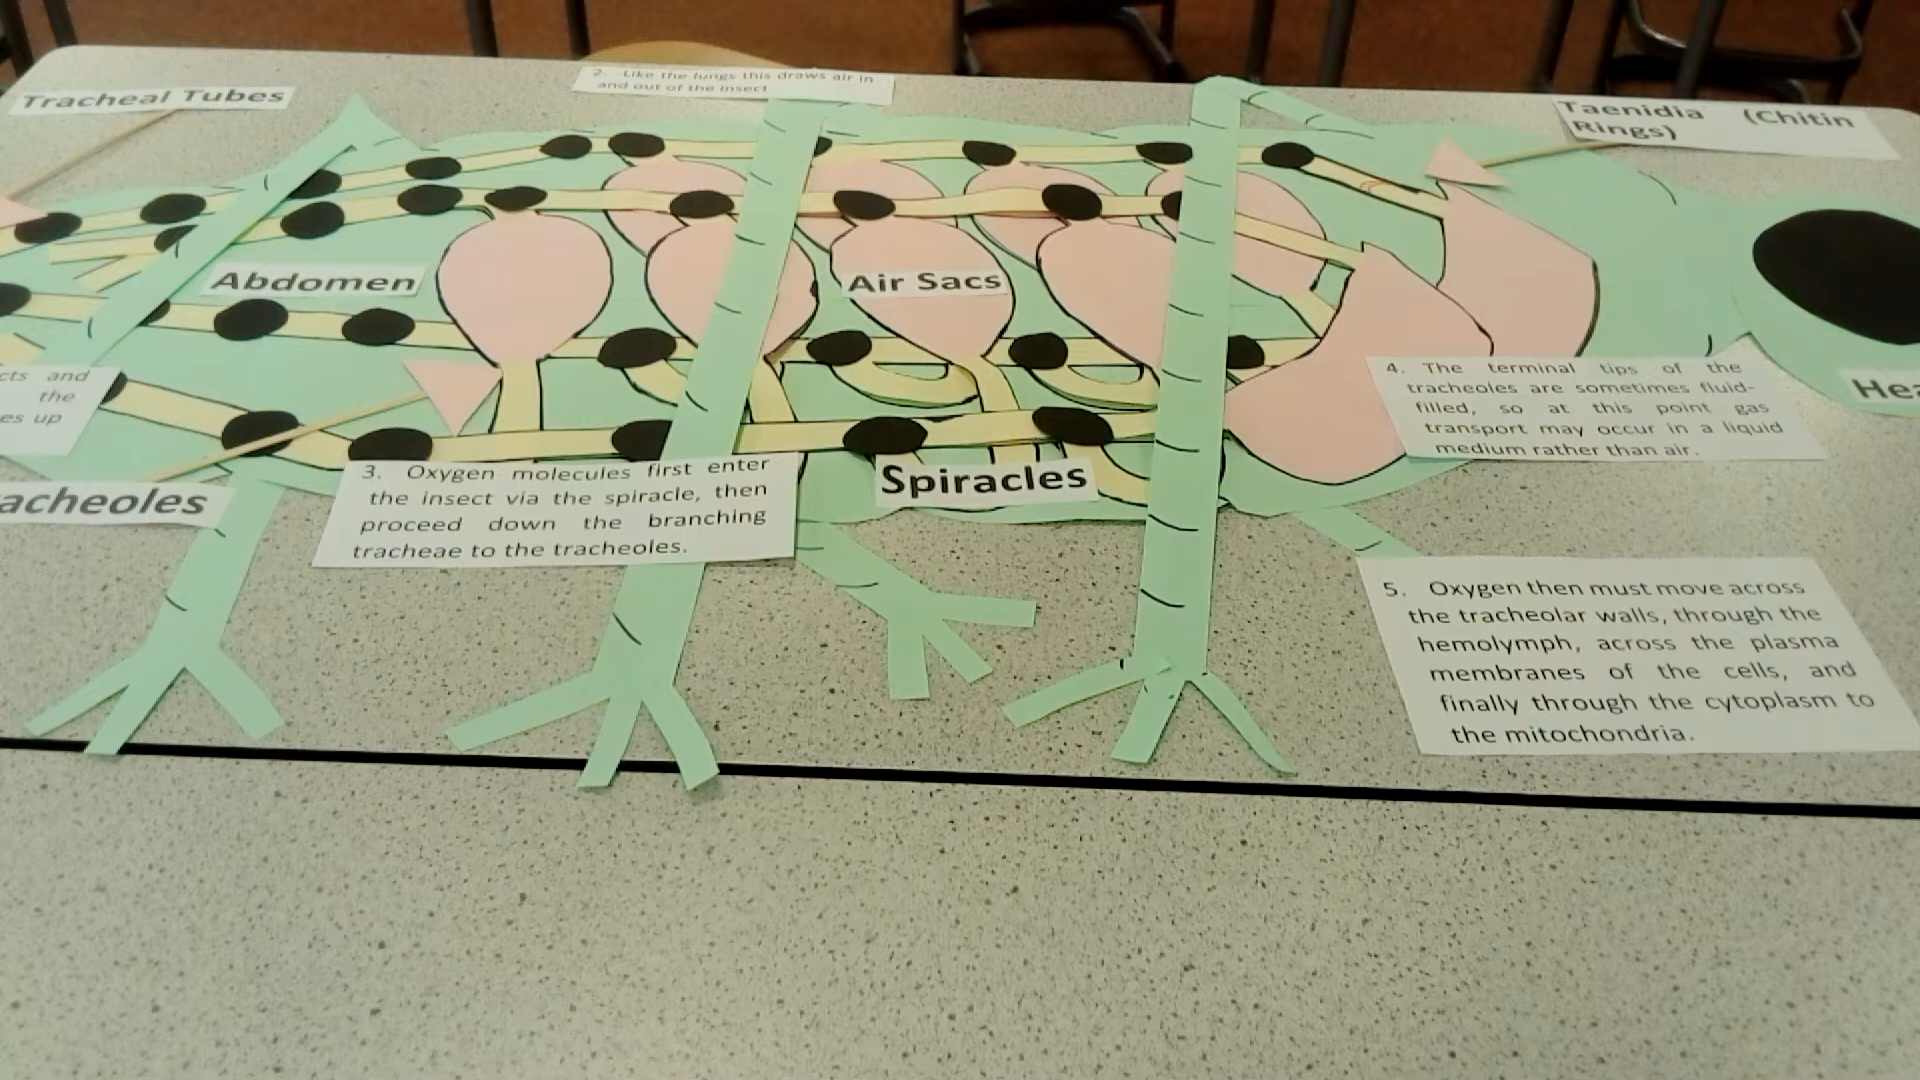 Tracheal Tubes
2. Like the lungs this draws air in
and out of the insect
Taenidia (Chitin
Rings)
Abdomen
Air Sacs
cts and
the
es up
4. The terminal tips of the
tracheoles are sometimes fluid-
filled, so at this point gas
transport may occur in a liquid
medium rather than air.
Hea
acheoles
3. Oxygen molecules first enter
the insect via the spiracle, then
proceed down the branching
tracheae to the tracheoles.
Spiracles
5. Oxygen then must move across
the tracheolar walls, through the
hemolymph, across the plasma
membranes of the cells, and
finally through the cytoplasm to
the mitochondria.